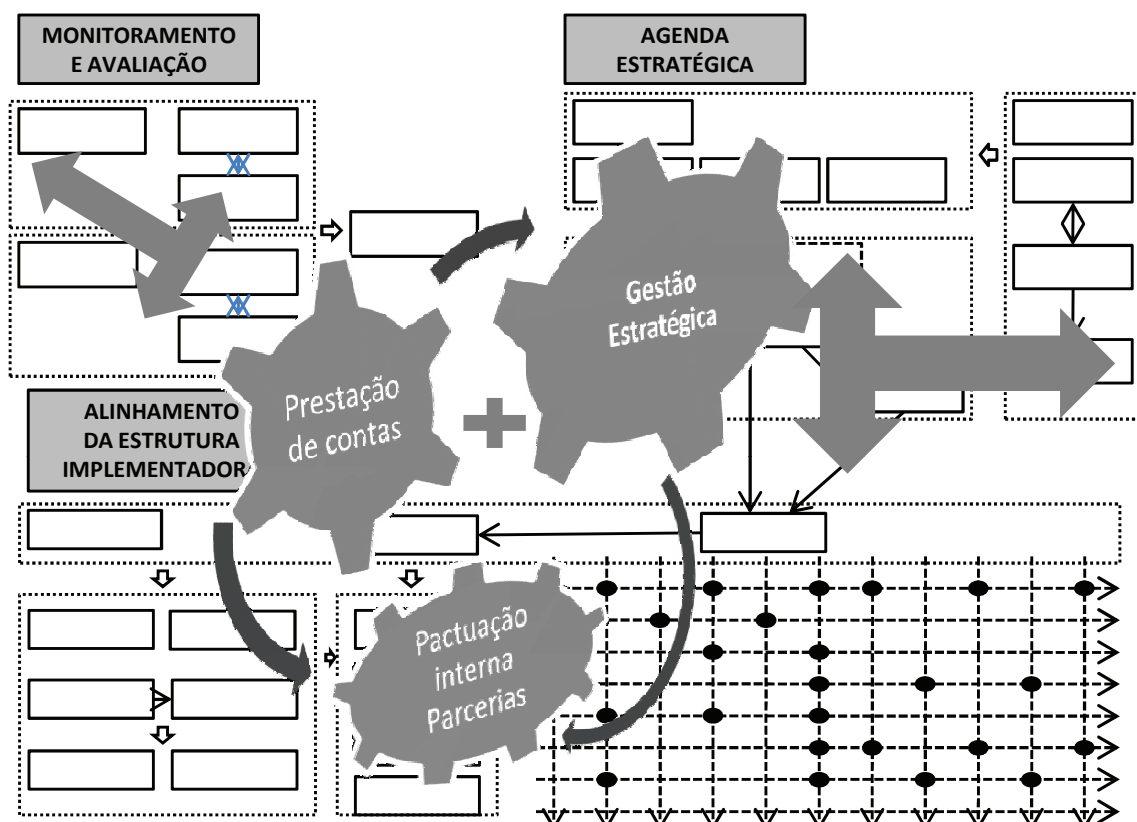 MONITORAMENTO
E AVALIAÇÃO
AGENDA
ESTRATÉGICA
Gestão
Estratégica
Prestação
de contas
ALINHAMENTO
DA ESTRUTURA
IMPLEMENTADOR
Pactuação
interna
Parcerias